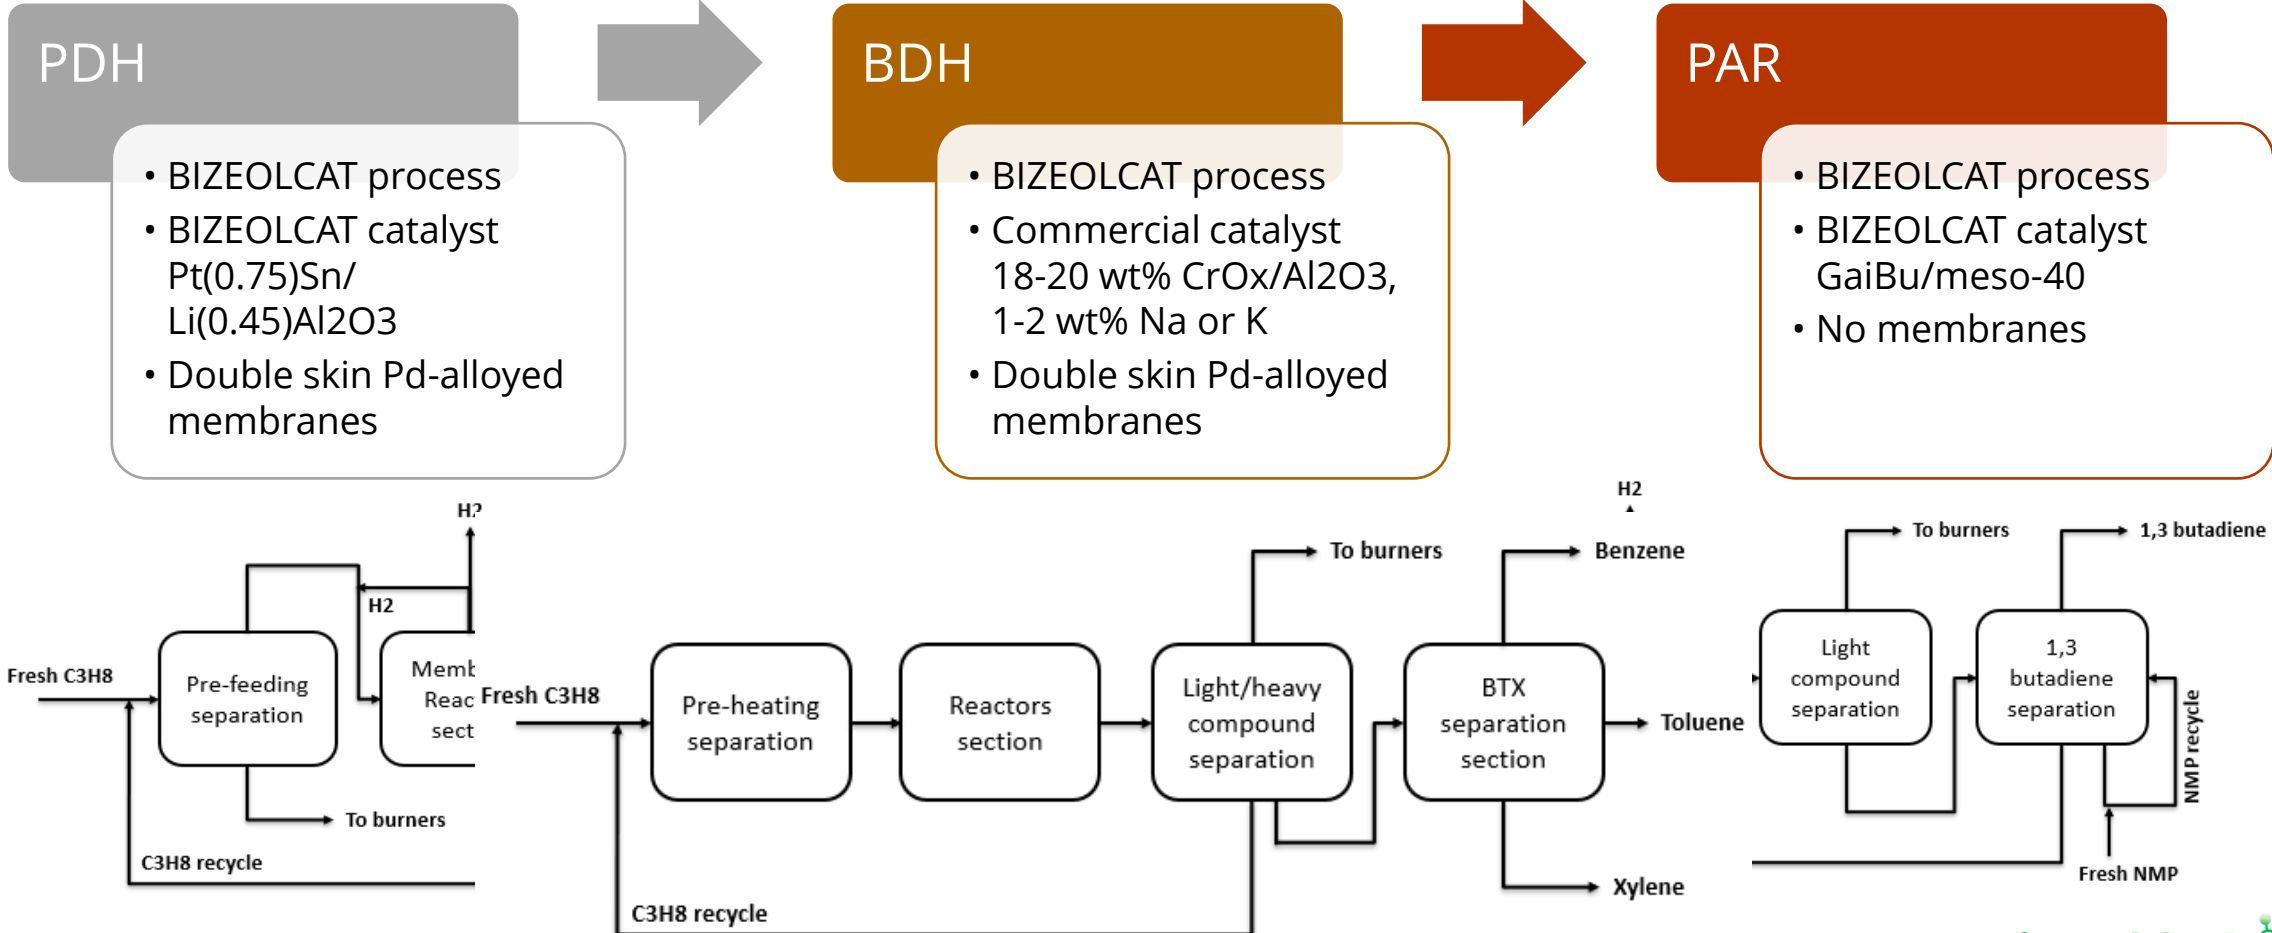 PDH
• BIZEOLCAT process
• BIZEOLCAT catalyst
Pt(0.75)Sn/
Li(0.45)Al2O3
• Double skin Pd-alloyed
membranes
BDH
• BIZEOLCAT process
• Commercial catalyst
18-20 wt% CrOx/Al2O3,
1-2 wt% Na or K
• Double skin Pd-alloyed
membranes
PAR
• BIZEOLCAT process
• BIZEOLCAT catalyst
GaiBu/meso-40
• No membranes
H2
H2
Fresh C3H8
Pre-feeding
separation
To burners
C3H8 recycle
Fresh C3H8
Pre-heating
separation
Reactors
section
Light/heavy
compound
separation
To burners
BTX
separation
section
Benzene
Toluene
Xylene
C3H8 recycle
H2
To burners
Light
compound
separation
1,3 butadiene
1,3
butadiene
separation
NMP recycle
Fresh NMP